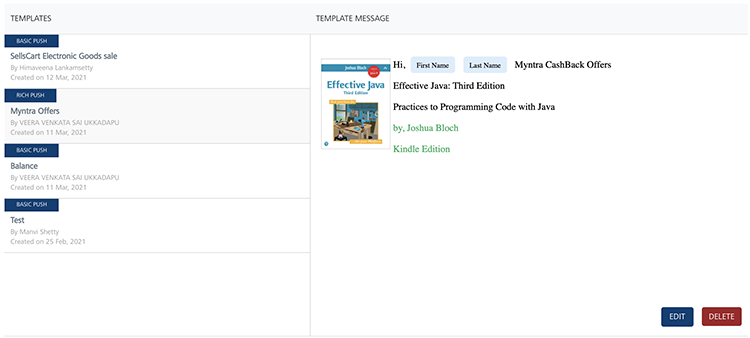 TEMPLATES
TEMPLATE MESSAGE
BASIC PUSH
SellsCart Electronic Goods sale
By Himaveena Lankamsetty
Created on 12 Mar, 2021
RICH PUSH
Myntra Offers
By VEERA VENKATA SAI UKKADAPU
Created on 11 Mar, 2021
BASIC PUSH
Balance
By VEERA VENKATA SAI UKKADAPU
Created on 11 Mar, 2021
BASIC PUSH
Test
By Manvi Shetty
Created on 25 Feb, 2021
Joshua Bloch
Effective Java
Third Edition
Hi, First Name Last Name Myntra CashBack Offers
Effective Java: Third Edition
Practices to Programming Code with Java
by, Joshua Bloch
Kindle Edition
EDIT
DELETE